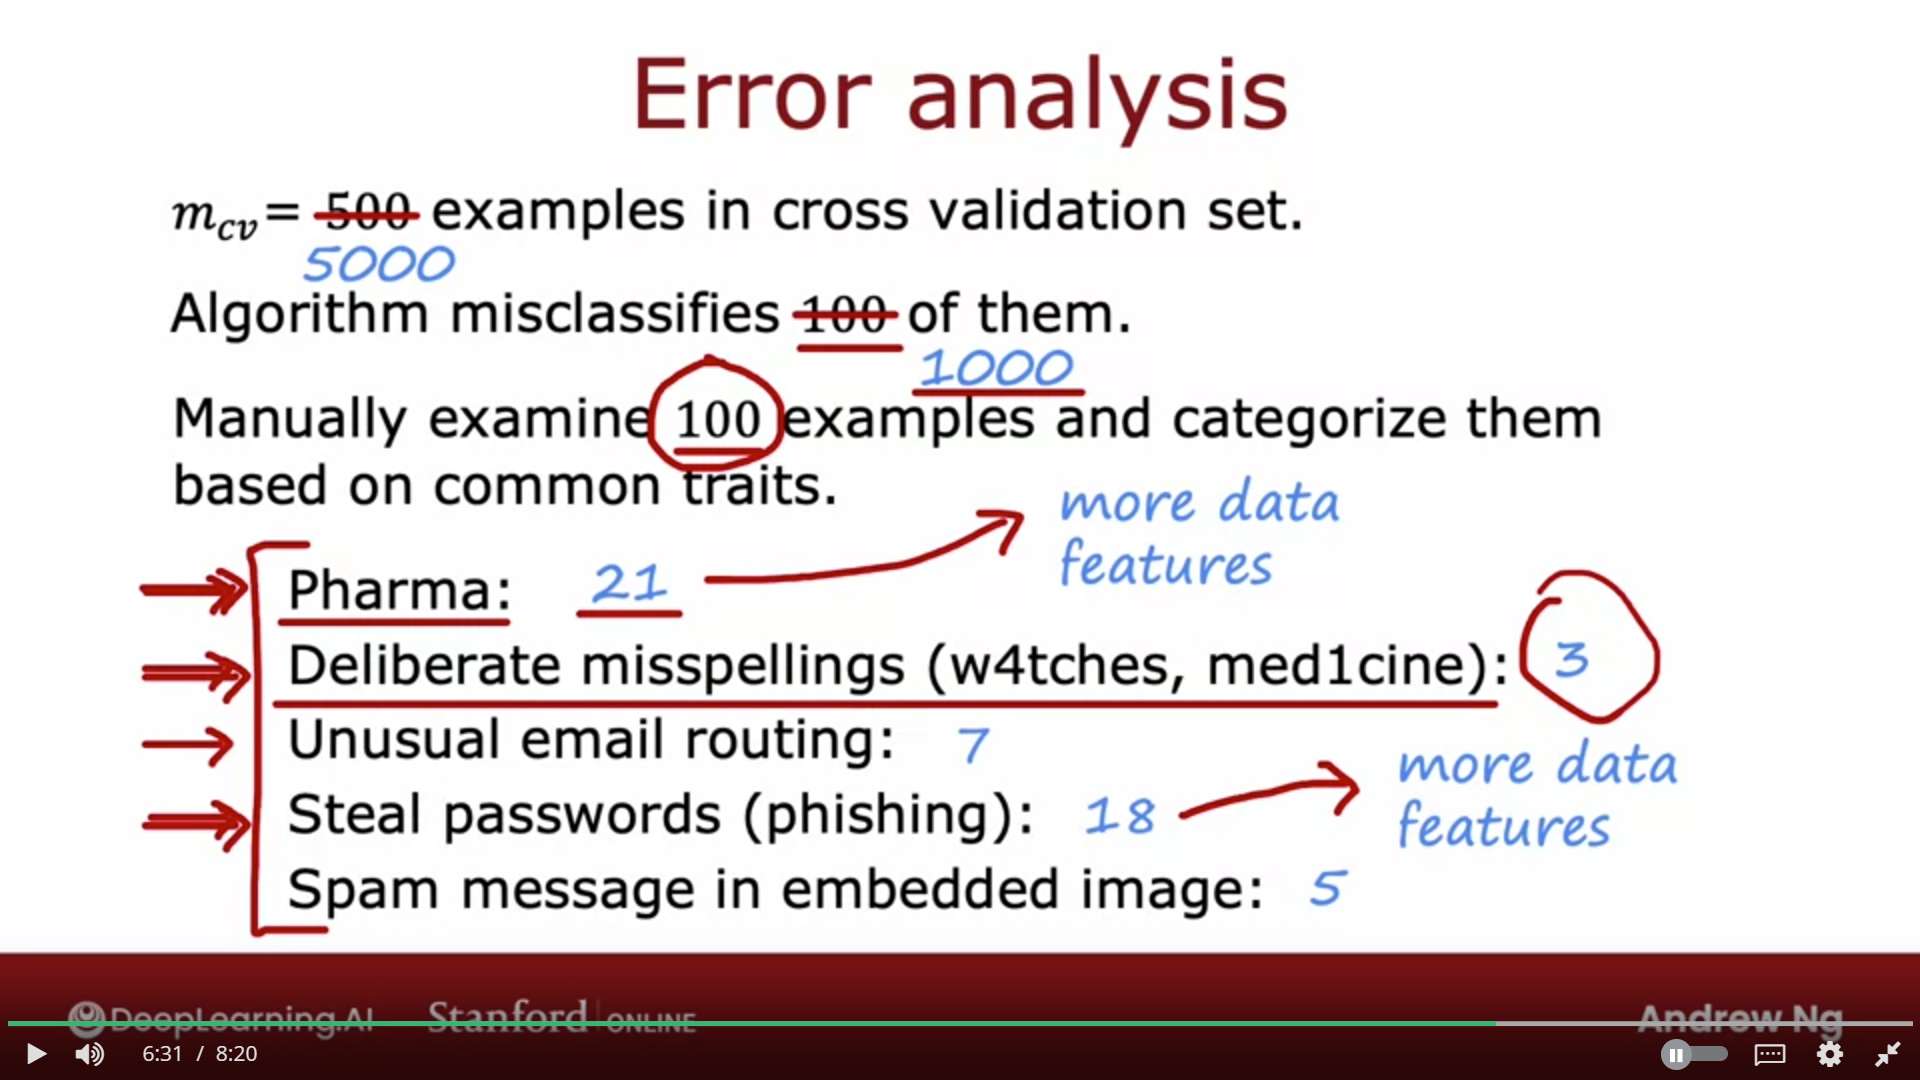 Error analysis
m_cv = 500 examples in cross validation set.
5000
Algorithm misclassifies 100 of them.
1000
Manually examine 100 examples and categorize them
based on common traits.
more data
features
Pharma: 21
Deliberate misspellings (w4tches, med1cine): 3
Unusual email routing: 7
more data
features
Steal passwords (phishing): 18
Spam message in embedded image: 5
DeepLearning.AI Stanford ONLINE Andrew Ng
6:31 / 8:20